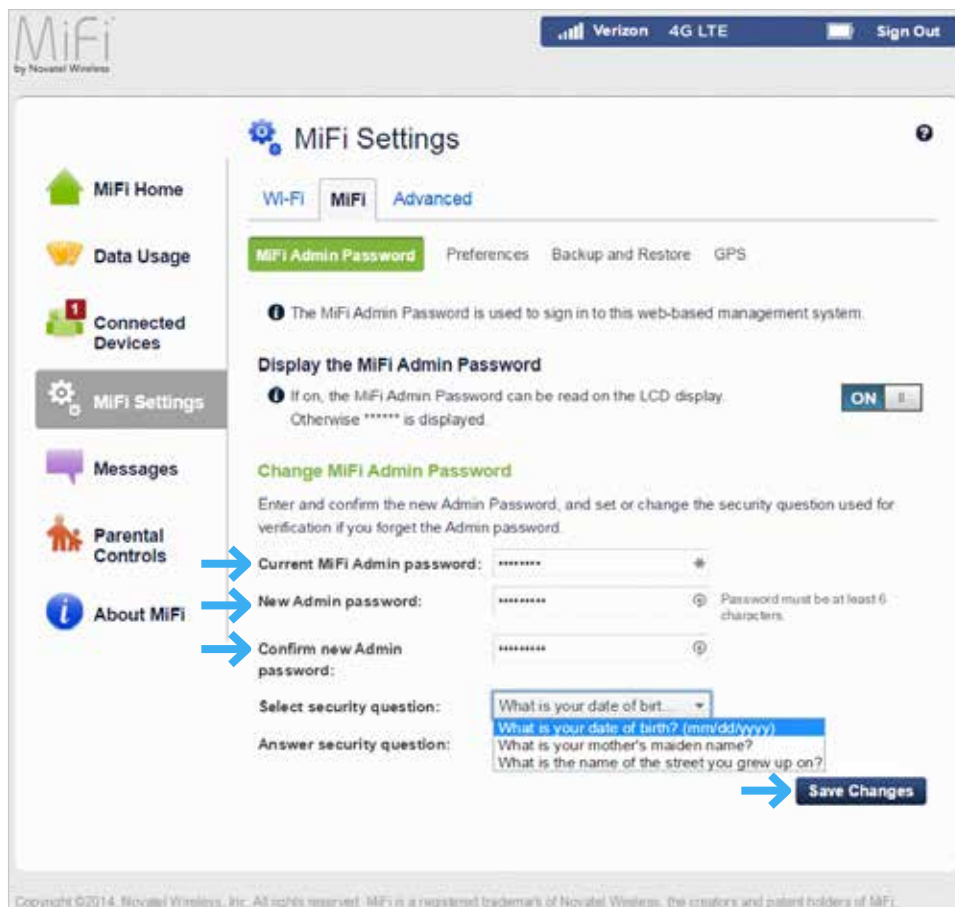 MiFi
by Novatel Wireless
Verizon 4G LTE Sign Out
MiFi Settings
MiFi Home
Wi-Fi MiFi Advanced
Data Usage
MiFi Admin Password Preferences Backup and Restore GPS
1
Connected
Devices
The MiFi Admin Password is used to sign in to this web-based management system.
Display the MiFi Admin Password
MiFi Settings
If on, the MiFi Admin Password can be read on the LCD display.
Otherwise ****** is displayed.
ON
Messages
Change MiFi Admin Password
Enter and confirm the new Admin Password, and set or change the security question used for
verification if you forget the Admin password.
Parental
Controls
Current MiFi Admin password: ••••••••
About MiFi
New Admin password: •••••••••
Password must be at least 6
characters.
Confirm new Admin
password: •••••••••
Select security question: What is your date of birt...
What is your date of birth? (mm/dd/yyyy)
Answer security question:
What is your mother's maiden name?
What is the name of the street you grew up on?
Save Changes
Copyright ©2014. Novatel Wireless, Inc. All rights reserved. MiFi is a registered trademark of Novatel Wireless, the creators and patent holders of MiFi.